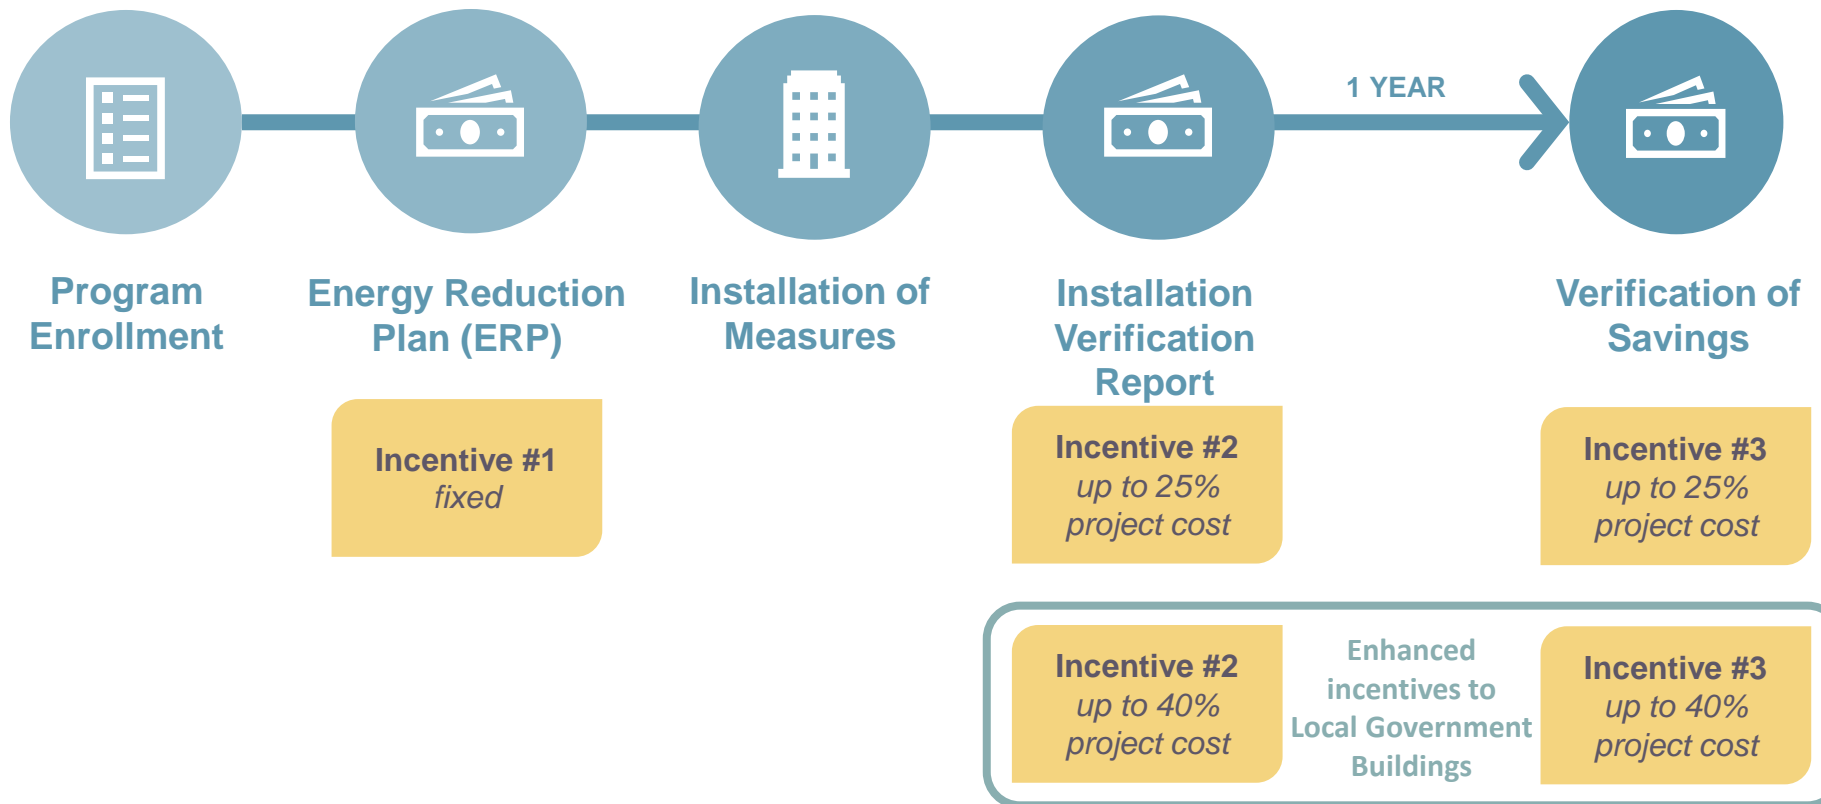 1 YEAR
Program
Enrollment
Energy Reduction
Plan (ERP)
Installation of
Measures
Installation
Verification
Report
Verification of
Savings
Incentive #1
fixed
Incentive #2
up to 25%
project cost
Incentive #3
up to 25%
project cost
Incentive #2
up to 40%
project cost
Enhanced
incentives to
Local Government
Buildings
Incentive #3
up to 40%
project cost